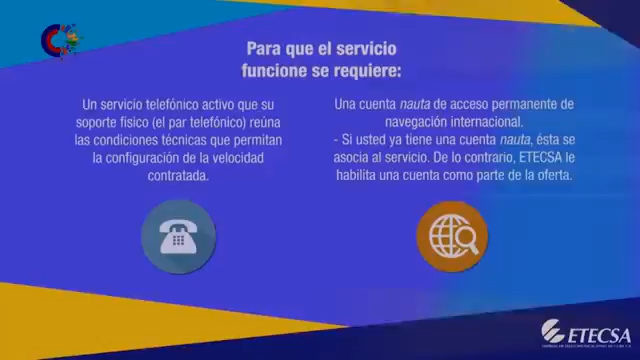 Para que el servicio
funcione se requiere:
Un servicio telefónico activo que su
soporte físico (el par telefónico) reúna
las condiciones técnicas que permitan
la configuración de la velocidad
contratada.
Una cuenta nauta de acceso permanente de
navegación internacional.
- Si usted ya tiene una cuenta nauta, ésta se
asocia al servicio. De lo contrario, ETECSA le
habilita una cuenta como parte de la oferta.
ETECSA